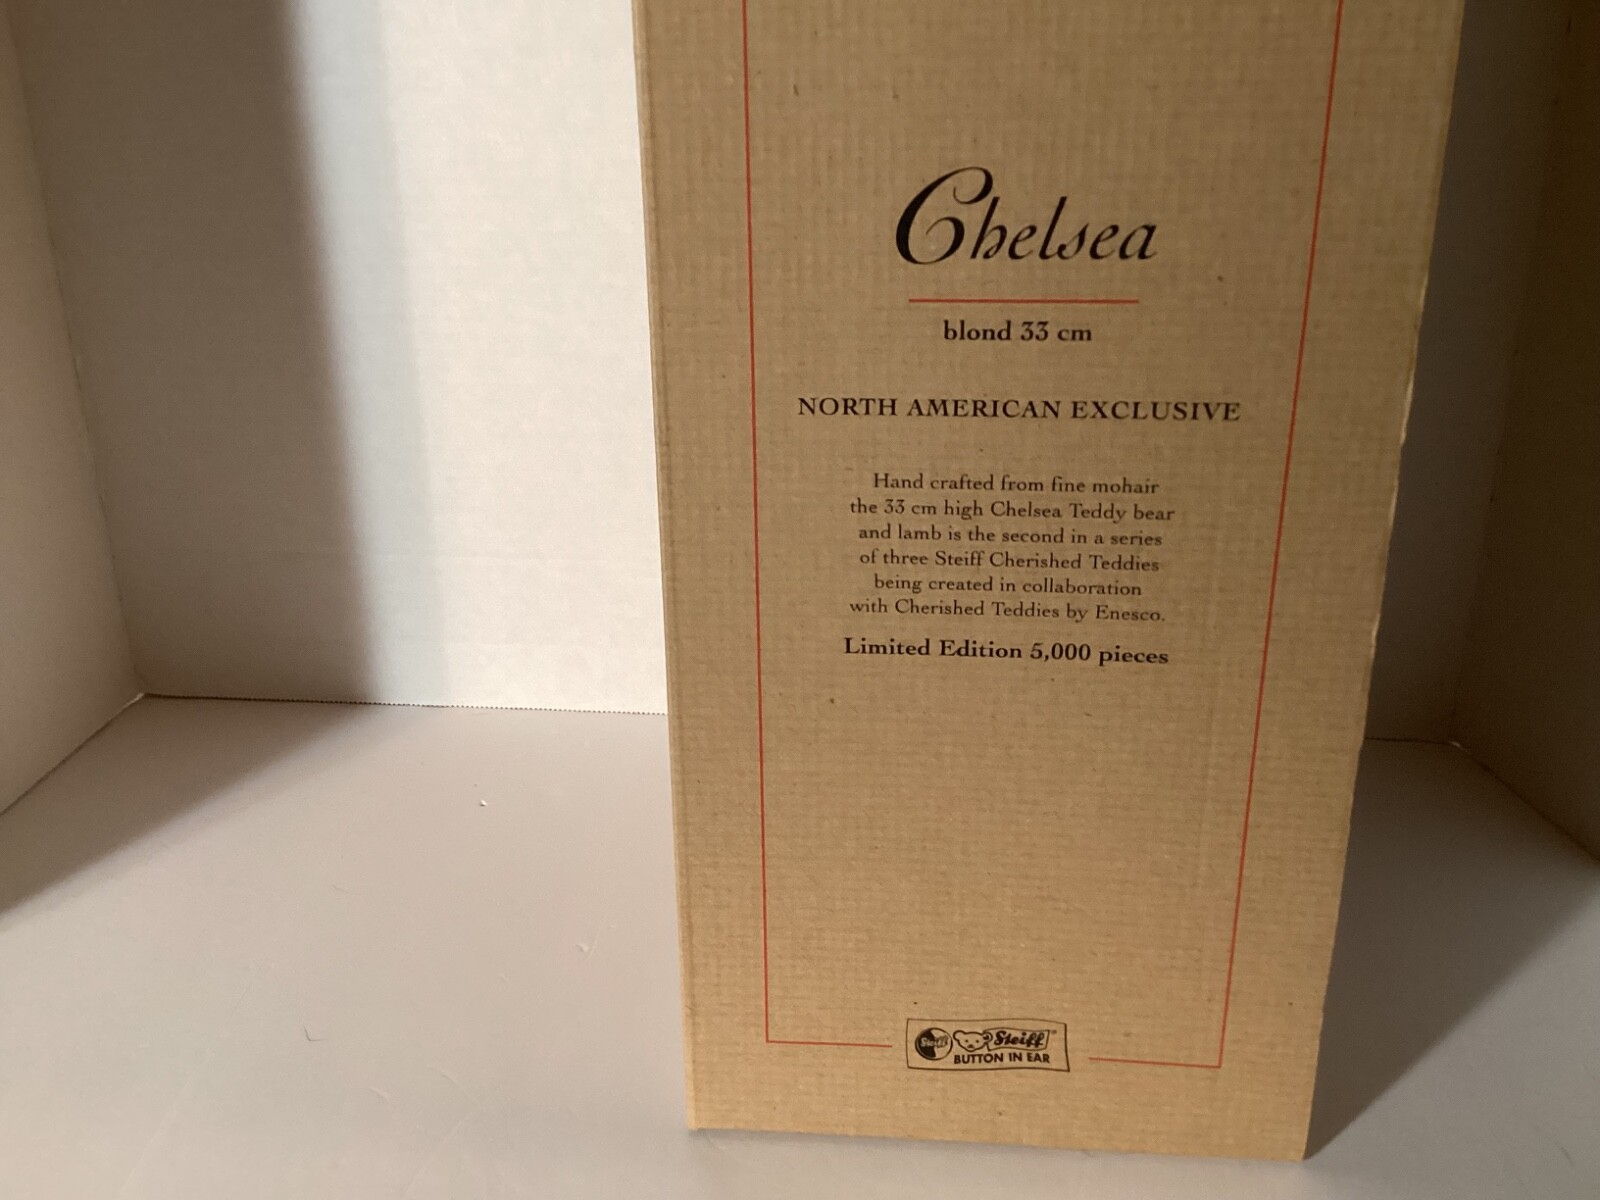 Chelsea
blond 33 cm
NORTH AMERICAN EXCLUSIVE
Hand crafted from fine mohair
the 33 cm high Chelsea Teddy bear
and lamb is the second in a series
of three Steiff Cherished Teddies
being created in collaboration
with Cherished Teddies by Enesco.
Limited Edition 5,000 pieces
Steiff Steiff®
BUTTON IN EAR